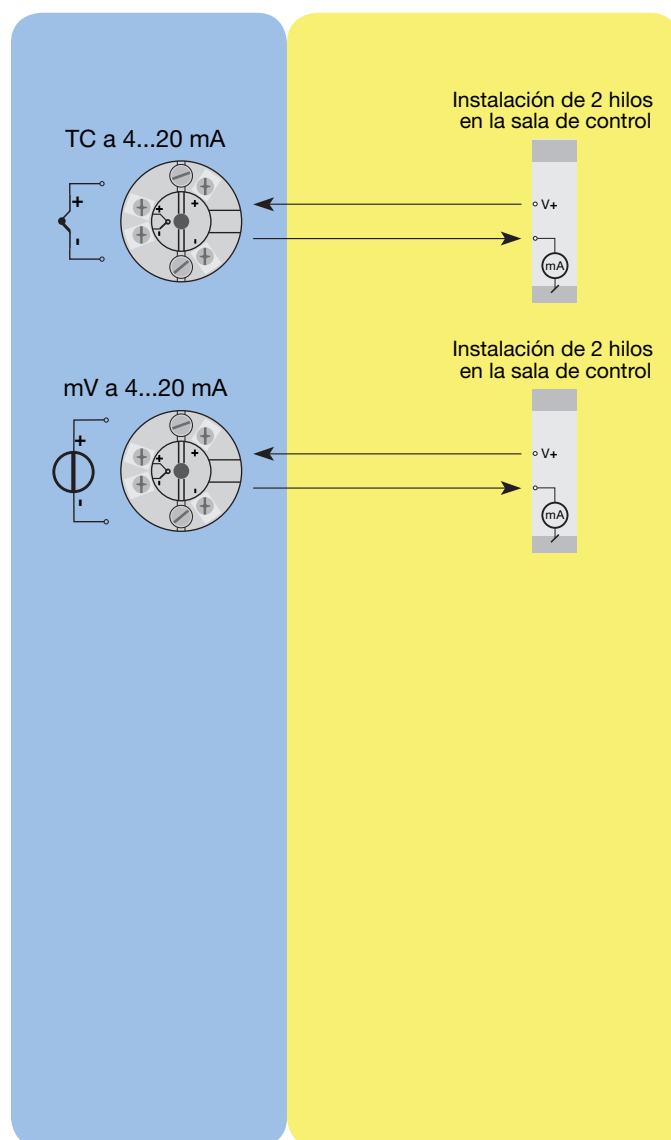 Instalación de 2 hilos
en la sala de control
TC a 4...20 mA
+
-
+
-
+
-
V+
mA
Instalación de 2 hilos
en la sala de control
mV a 4...20 mA
+
-
+
-
+
-
V+
mA